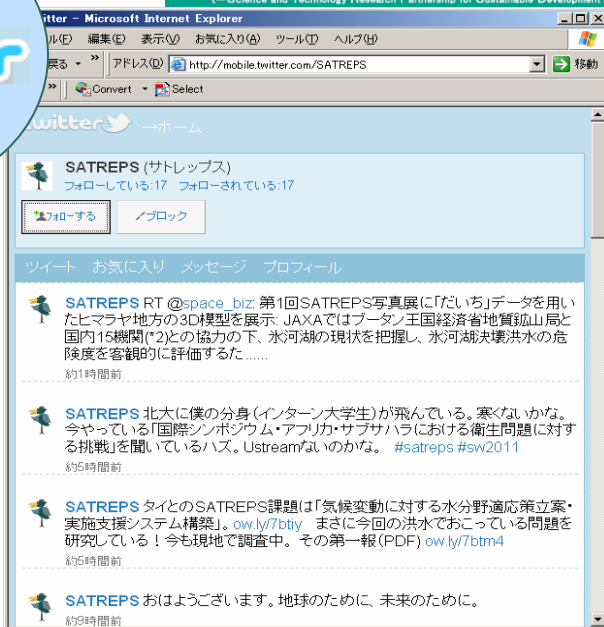 (－Science and Technology Research Partnership for Sustainable Development
itter - Microsoft Internet Explorer
ル(F) 編集(E) 表示(V) お気に入り(A) ツール(T) ヘルプ(H)
戻る » アドレス(D) http://mobile.twitter.com/SATREPS 移動
» Convert Select
twitter →ホーム
SATREPS (サトレップス)
フォローしている:17 フォローされている:17
フォローする ブロック
ツイート お気に入り メッセージ プロフィール
SATREPS RT @space_biz: 第1回SATREPS写真展に「だいち」データを用い
たヒマラヤ地方の3D模型を展示: JAXAではブータン王国経済省地質鉱山局と
国内15機関(*2)との協力の下、氷河湖の現状を把握し、氷河湖決壊洪水の危
険度を客観的に評価するた……
約1時間前
SATREPS 北大に僕の分身(インターン大学生)が飛んでいる。寒くないかな。
今やっている「国際シンポジウム・アフリカ・サブサハラにおける衛生問題に対す
る挑戦」を聞いているハズ。Ustreamないのかな。 #satreps #sw2011
約5時間前
SATREPS タイとのSATREPS課題は「気候変動に対する水分野適応策立案・
実施支援システム構築」。ow.ly/7btiy まさに今回の洪水でおこっている問題を
研究している！今も現地で調査中。その第一報(PDF) ow.ly/7btm4
約5時間前
SATREPS おはようございます。地球のために、未来のために。
約9時間前